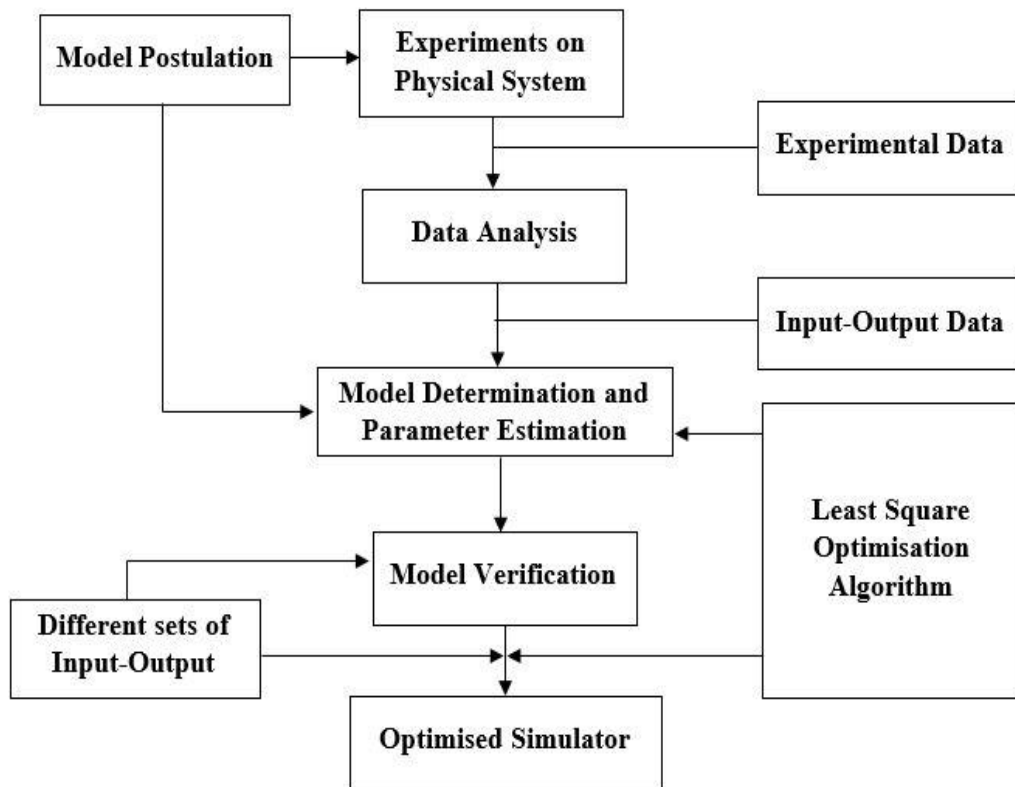 Model Postulation
Experiments on
Physical System
Experimental Data
Data Analysis
Input-Output Data
Model Determination and
Parameter Estimation
Least Square
Optimisation
Algorithm
Model Verification
Different sets of
Input-Output
Optimised Simulator